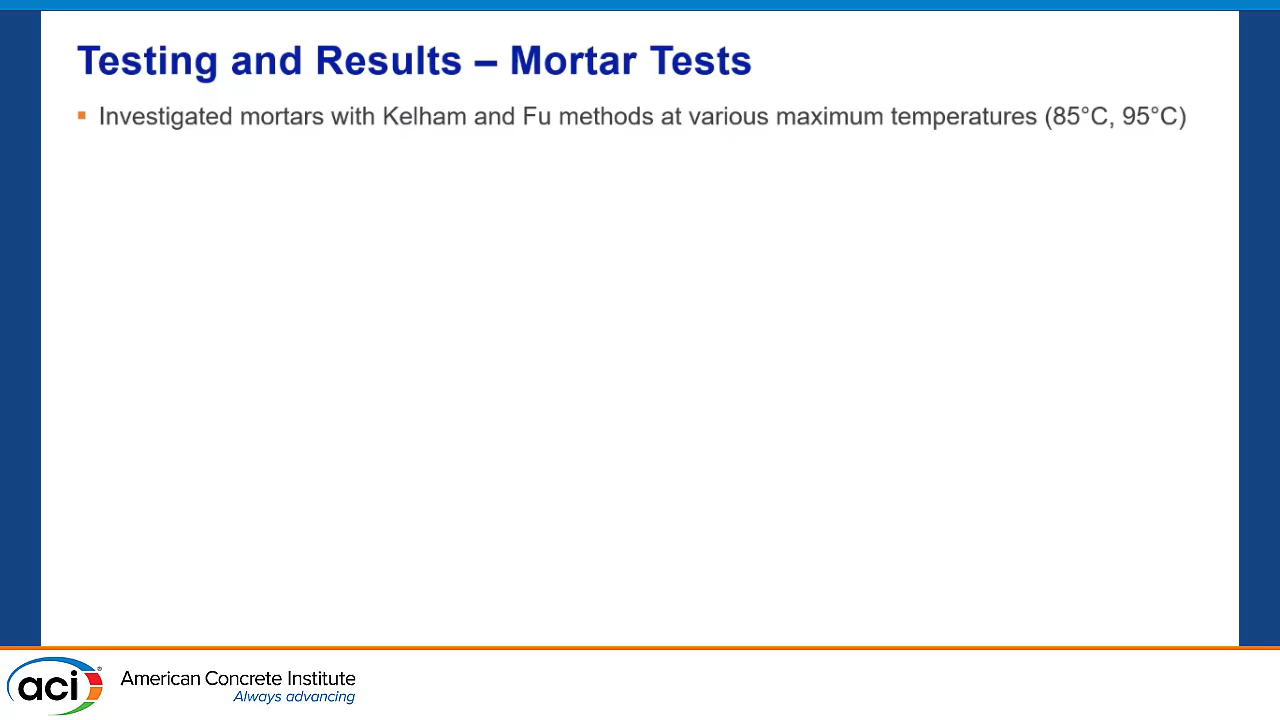 Testing and Results – Mortar Tests
▪ Investigated mortars with Kelham and Fu methods at various maximum temperatures (85°C, 95°C)
aci®
American Concrete Institute
Always advancing